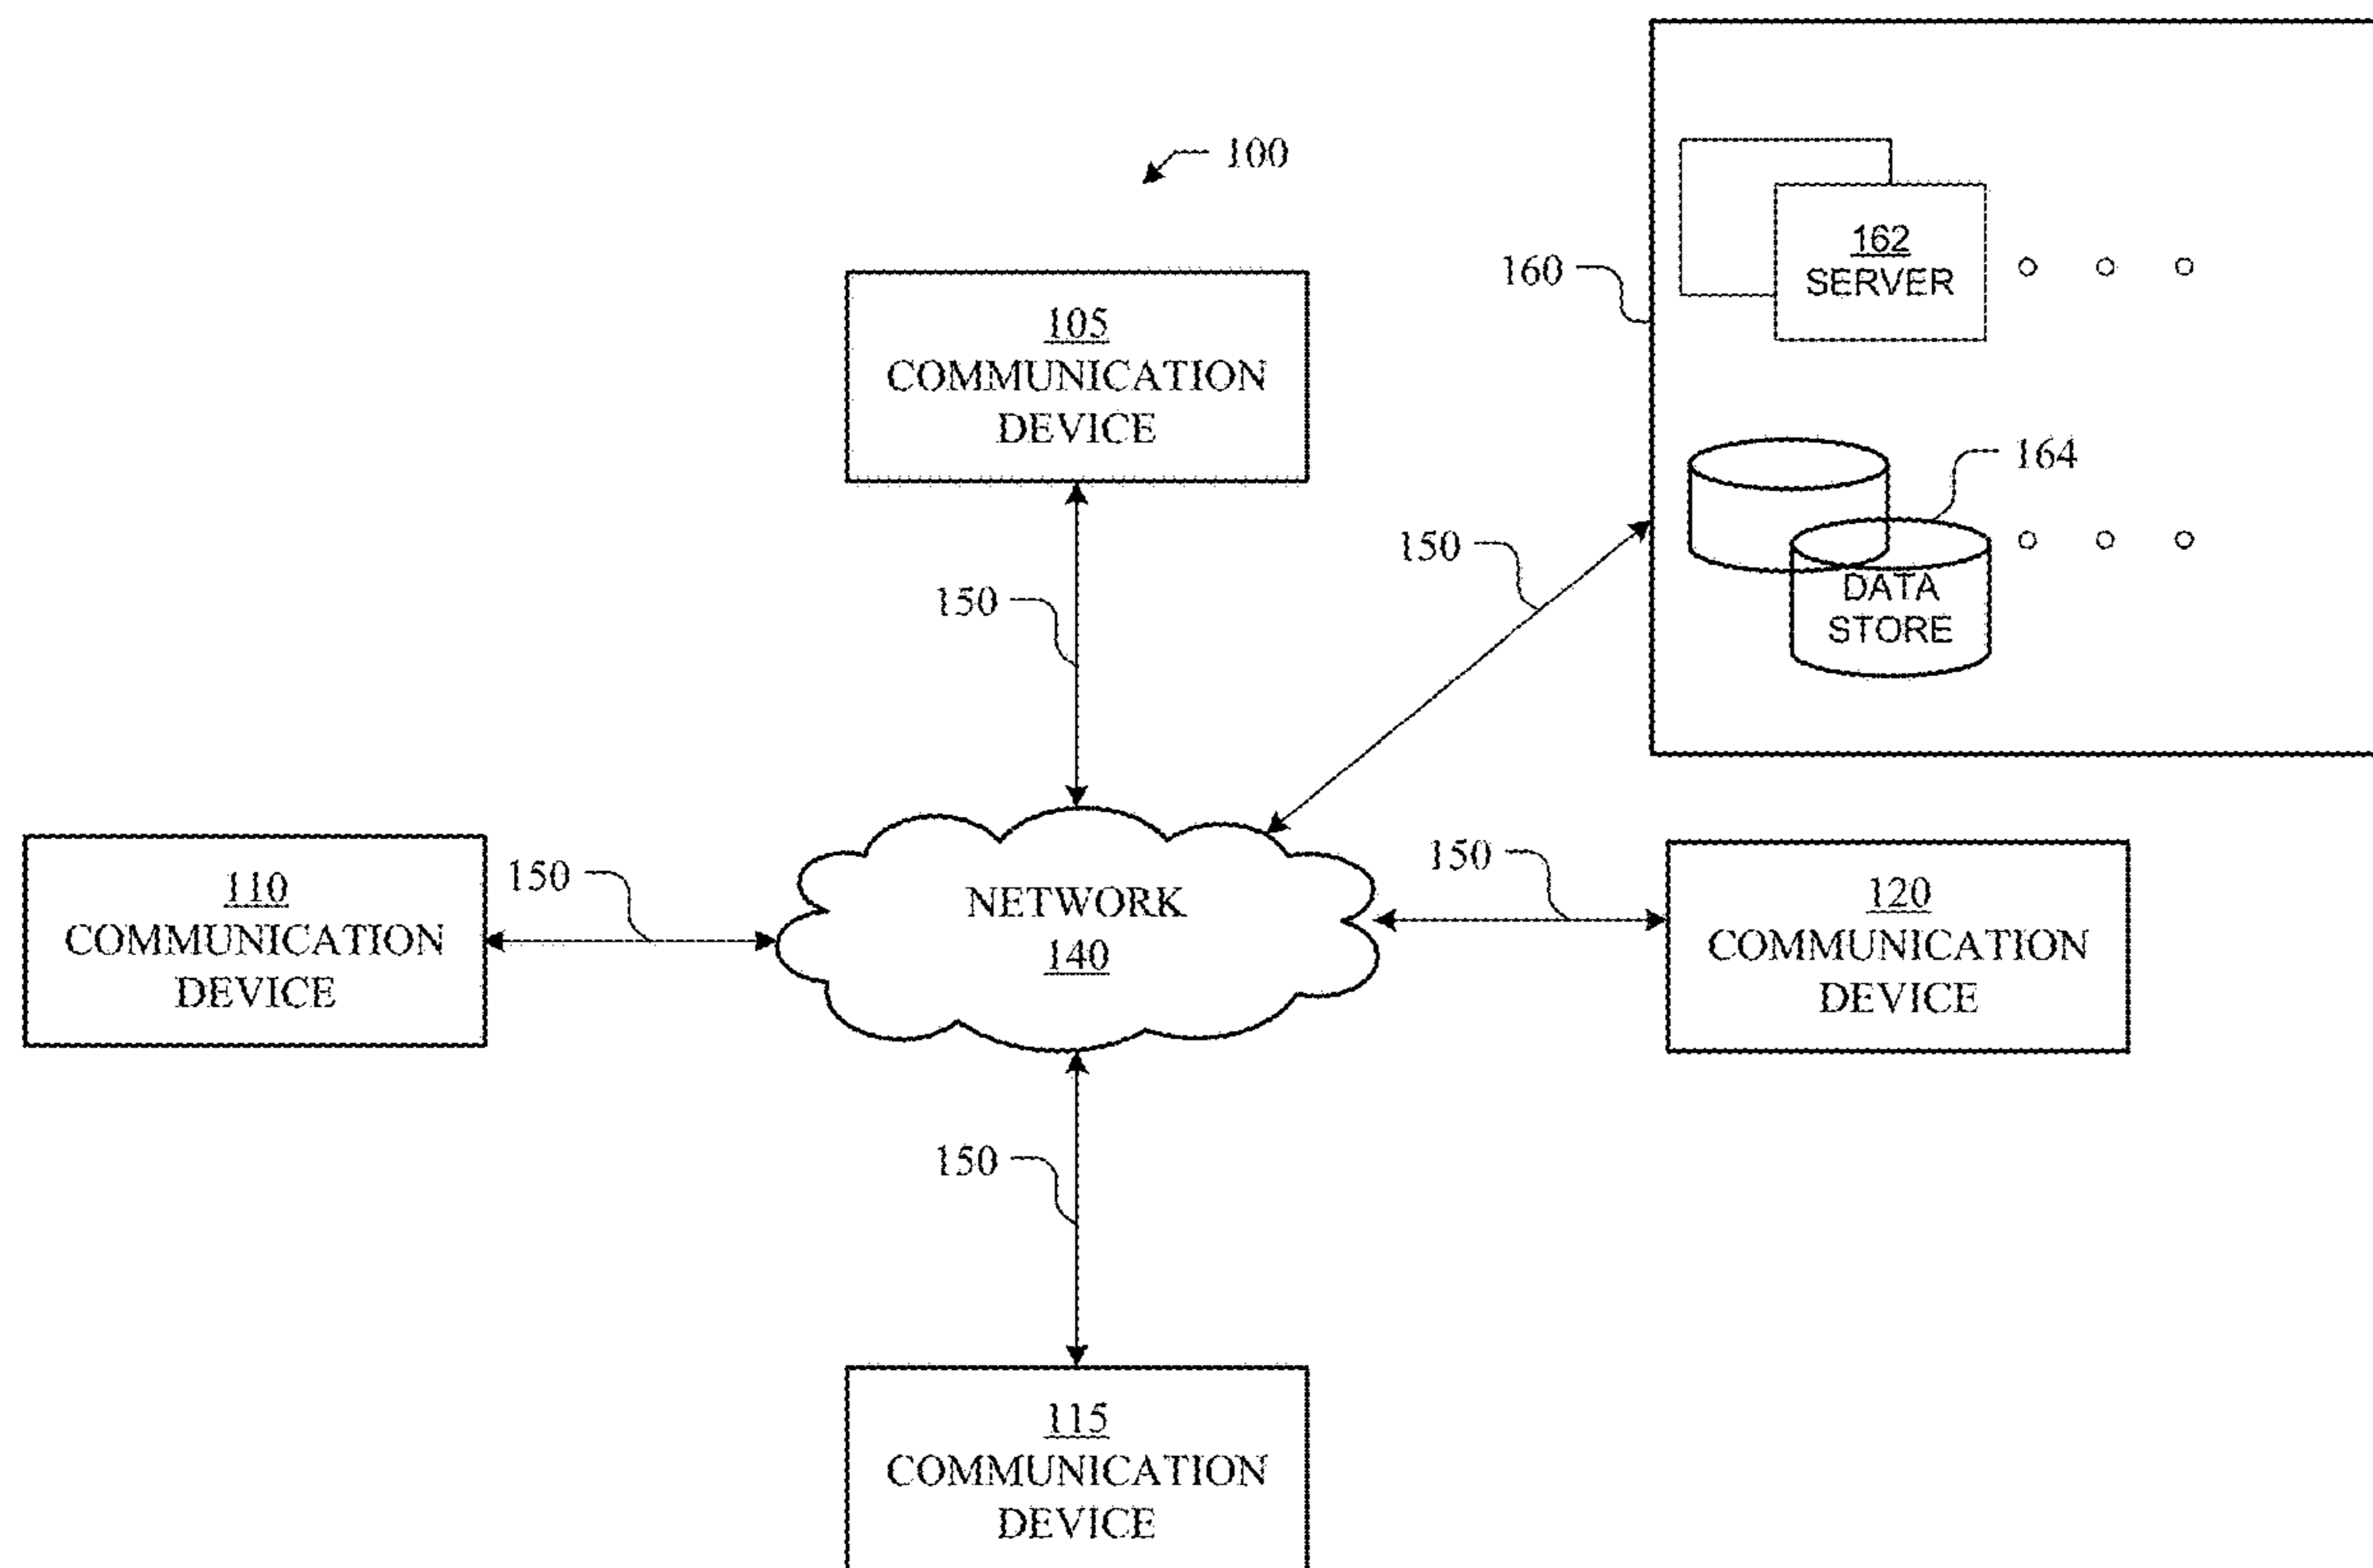 100
162
SERVER
160
105
COMMUNICATION
DEVICE
164
150
DATA
STORE
150
150
110
COMMUNICATION
DEVICE
NETWORK
140
150
120
COMMUNICATION
DEVICE
150
115
COMMUNICATION
DEVICE